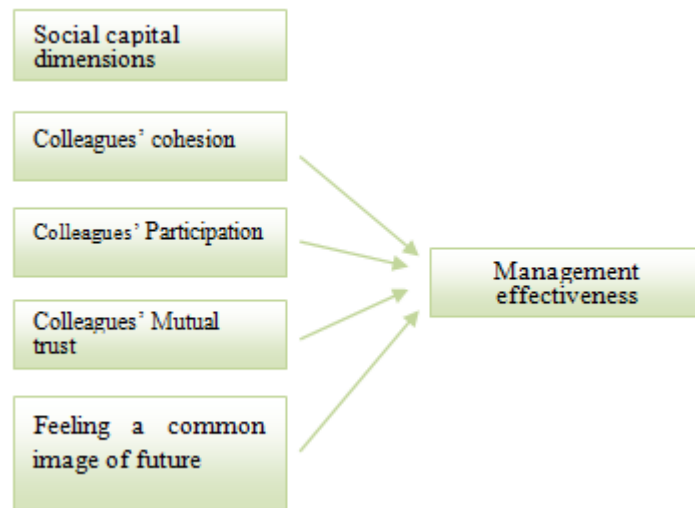 Social capital
dimensions
Colleagues’ cohesion
Colleagues’ Participation
Colleagues’ Mutual
trust
Feeling a common
image of future
Management
effectiveness